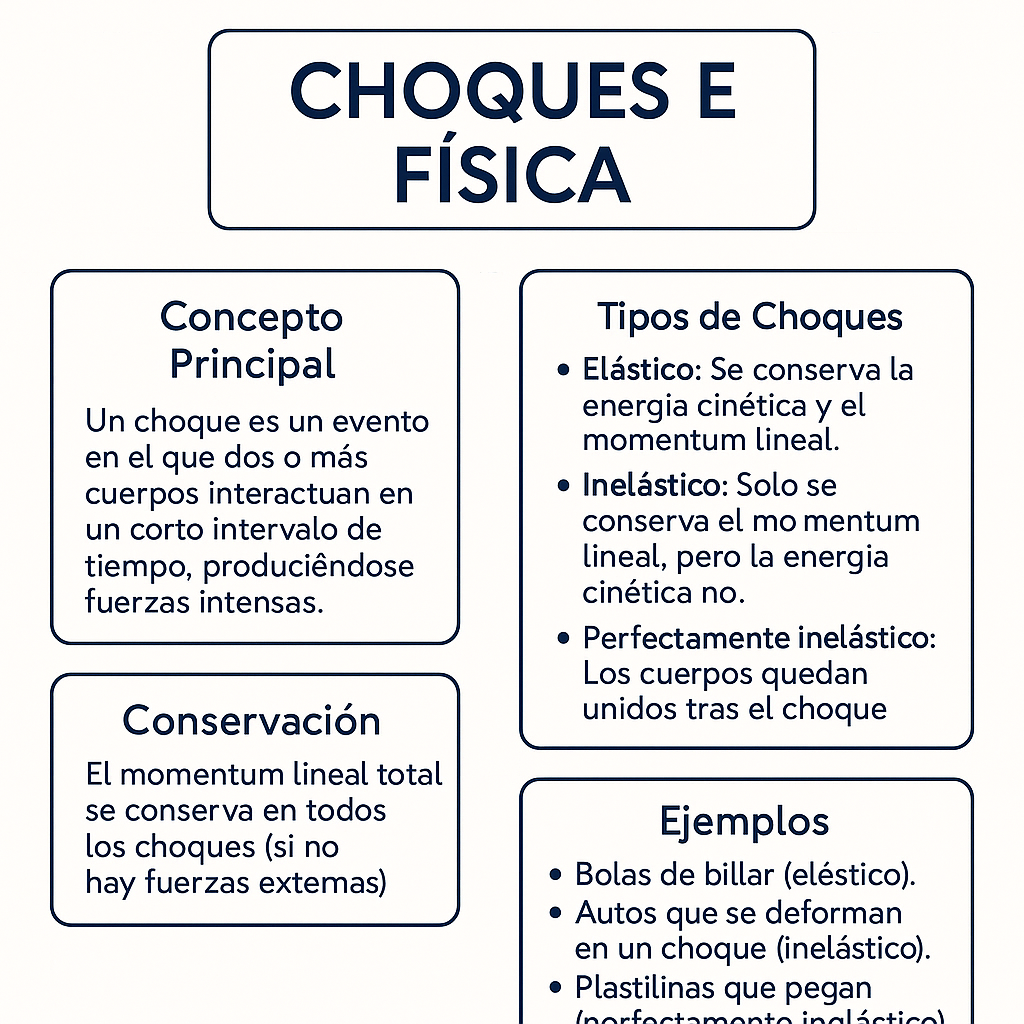 CHOQUES E
FÍSICA
Concepto
Principal
Un choque es un evento
en el que dos o más
cuerpos interactuan en
un corto intervalo de
tiempo, produciêndose
fuerzas intensas.
Conservación
El momentum lineal total
se conserva en todos
los choques (si no
hay fuerzas extemas)
Tipos de Choques
• Elástico: Se conserva la
energia cinética y el
momentum lineal.
• Inelástico: Solo se
conserva el mo mentum
lineal, pero la energia
cinética no.
• Perfectamente inelástico:
Los cuerpos quedan
unidos tras el choque
Ejemplos
• Bolas de billar (eléstico).
• Autos que se deforman
en un choque (inelástico).
• Plastilinas que pegan